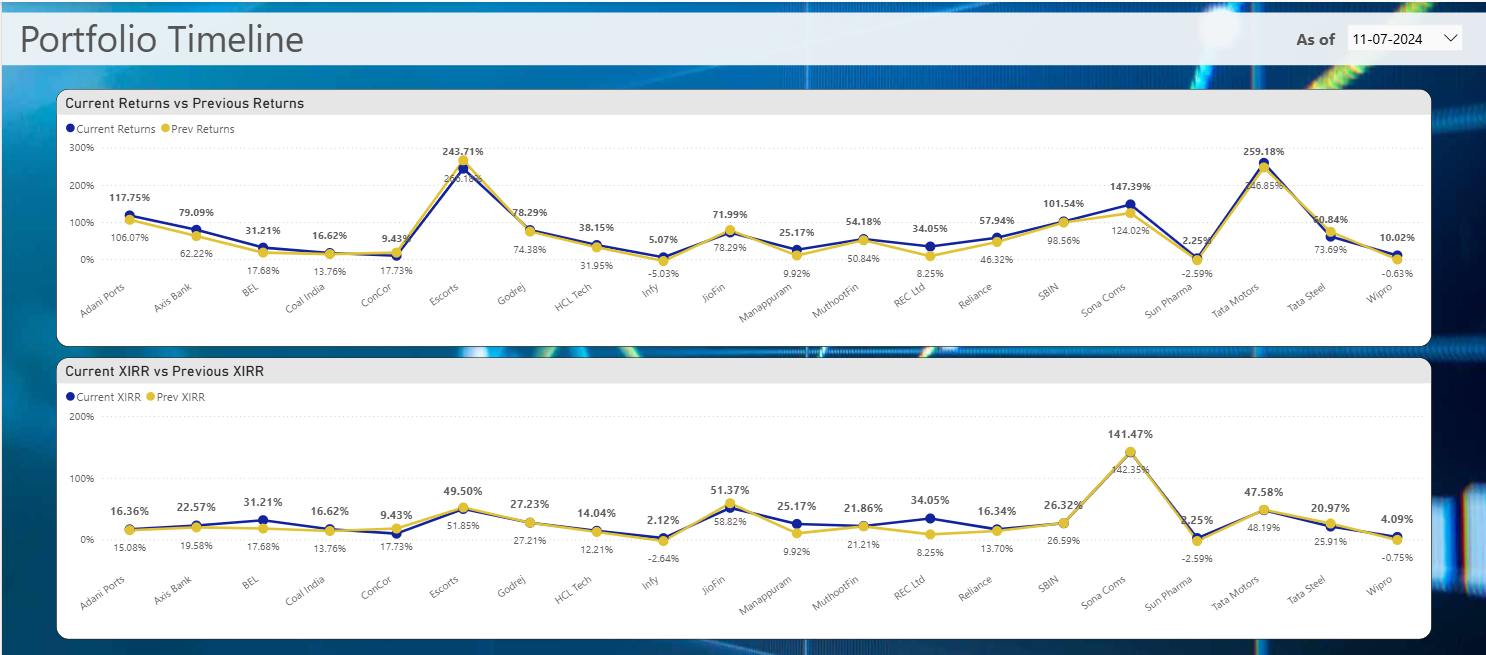 Portfolio Timeline
As of 11-07-2024
Current Returns vs Previous Returns
Current Returns Prev Returns
300%
200%
100%
0%
117.75% 79.09% 31.21% 16.62% 9.43% 243.71% 78.29% 38.15% 5.07% 71.99% 25.17% 54.18% 34.05% 57.94% 101.54% 147.39% 2.25% 259.18% 60.84% 10.02%
106.07% 62.22% 17.68% 13.76% 17.73% 266.18% 74.38% 31.95% -5.03% 78.29% 9.92% 50.84% 8.25% 46.32% 98.56% 124.02% -2.59% 246.85% 73.69% -0.63%
Adani Ports Axis Bank BEL Coal India ConCor Escorts Godrej HCL Tech Infy JioFin Manappuram MuthootFin REC Ltd Reliance SBIN Sona Coms Sun Pharma Tata Motors Tata Steel Wipro
Current XIRR vs Previous XIRR
Current XIRR Prev XIRR
200%
100%
0%
16.36% 22.57% 31.21% 16.62% 9.43% 49.50% 27.23% 14.04% 2.12% 51.37% 25.17% 21.86% 34.05% 16.34% 26.32% 141.47% 2.25% 47.58% 20.97% 4.09%
15.08% 19.58% 17.68% 13.76% 17.73% 51.85% 27.21% 12.21% -2.64% 58.82% 9.92% 21.21% 8.25% 13.70% 26.59% 142.35% -2.59% 48.19% 25.91% -0.75%
Adani Ports Axis Bank BEL Coal India ConCor Escorts Godrej HCL Tech Infy JioFin Manappuram MuthootFin REC Ltd Reliance SBIN Sona Coms Sun Pharma Tata Motors Tata Steel Wipro